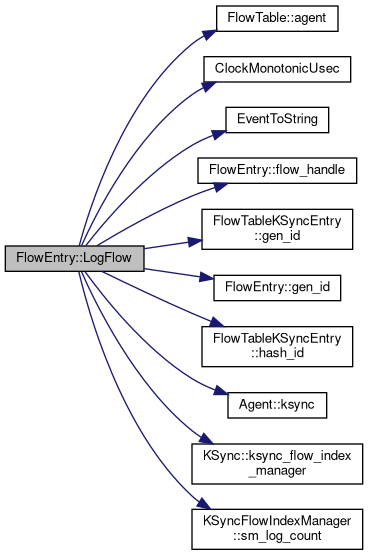 FlowTable::agent
ClockMonotonicUsec
EventToString
FlowEntry::flow_handle
FlowTableKSyncEntry
::gen_id
FlowEntry::LogFlow
FlowEntry::gen_id
FlowTableKSyncEntry
::hash_id
Agent::ksync
KSync::ksync_flow_index
_manager
KSyncFlowIndexManager
::sm_log_count